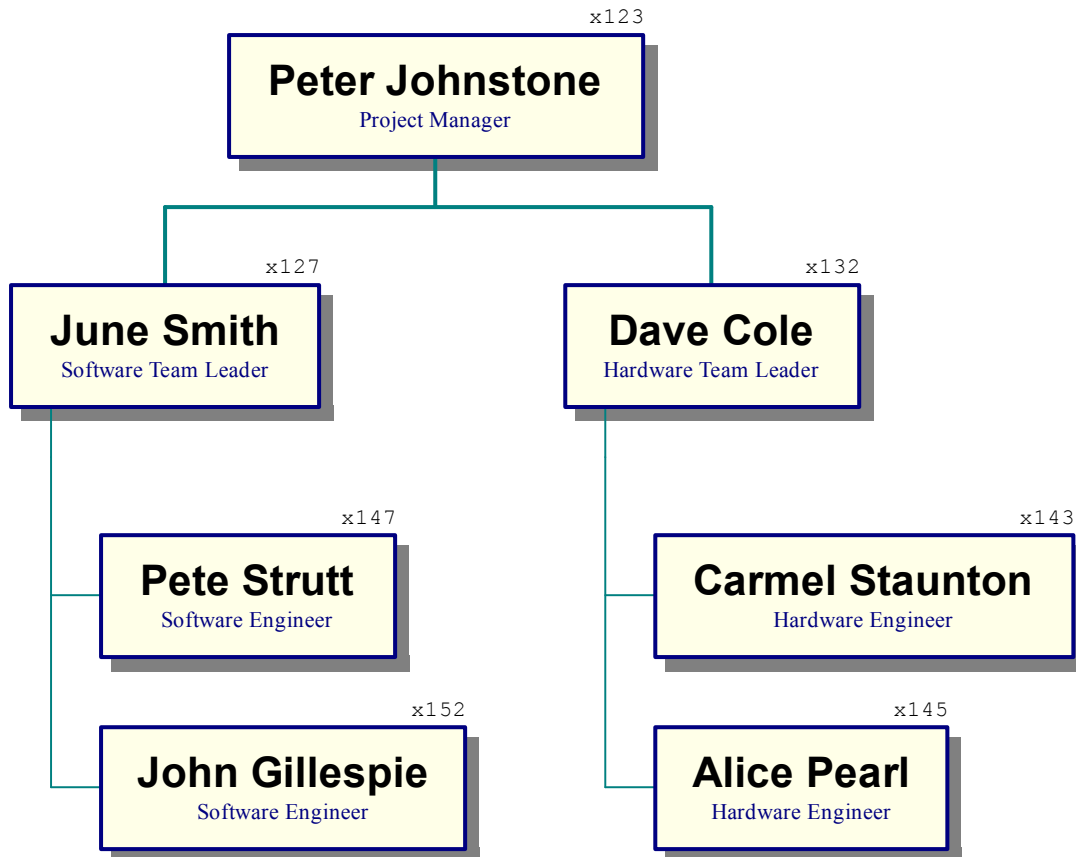 x123
Peter Johnstone
Project Manager
x127
June Smith
Software Team Leader
x132
Dave Cole
Hardware Team Leader
x147
Pete Strutt
Software Engineer
x152
John Gillespie
Software Engineer
x143
Carmel Staunton
Hardware Engineer
x145
Alice Pearl
Hardware Engineer